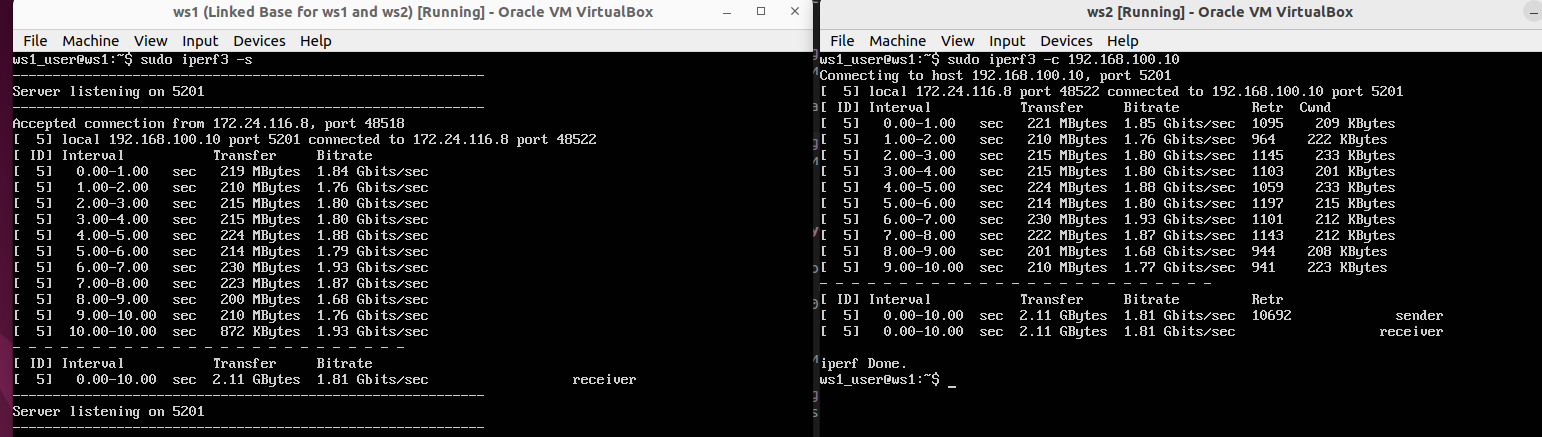 ws1 (Linked Base for ws1 and ws2) [Running] - Oracle VM VirtualBox
File Machine View Input Devices Help
ws1_user@ws1:~$ sudo iperf3 -s
-----------------------------------------------------------
Server listening on 5201
-----------------------------------------------------------
Accepted connection from 172.24.116.8, port 48518
[  5] local 192.168.100.10 port 5201 connected to 172.24.116.8 port 48522
[ ID] Interval           Transfer     Bitrate
[  5]   0.00-1.00   sec   219 MBytes  1.84 Gbits/sec
[  5]   1.00-2.00   sec   210 MBytes  1.76 Gbits/sec
[  5]   2.00-3.00   sec   215 MBytes  1.80 Gbits/sec
[  5]   3.00-4.00   sec   215 MBytes  1.80 Gbits/sec
[  5]   4.00-5.00   sec   224 MBytes  1.88 Gbits/sec
[  5]   5.00-6.00   sec   214 MBytes  1.79 Gbits/sec
[  5]   6.00-7.00   sec   230 MBytes  1.93 Gbits/sec
[  5]   7.00-8.00   sec   223 MBytes  1.87 Gbits/sec
[  5]   8.00-9.00   sec   200 MBytes  1.68 Gbits/sec
[  5]   9.00-10.00  sec   210 MBytes  1.76 Gbits/sec
[  5]  10.00-10.00  sec   872 KBytes  1.93 Gbits/sec
- - - - - - - - - - - - - - - - - - - - - - - - -
[ ID] Interval           Transfer     Bitrate
[  5]   0.00-10.00  sec  2.11 GBytes  1.81 Gbits/sec                  receiver
-----------------------------------------------------------
Server listening on 5201
-----------------------------------------------------------
ws2 [Running] - Oracle VM VirtualBox
File Machine View Input Devices Help
ws1_user@ws1:~$ sudo iperf3 -c 192.168.100.10
Connecting to host 192.168.100.10, port 5201
[  5] local 172.24.116.8 port 48522 connected to 192.168.100.10 port 5201
[ ID] Interval           Transfer     Bitrate         Retr  Cwnd
[  5]   0.00-1.00   sec   221 MBytes  1.85 Gbits/sec  1095    209 KBytes
[  5]   1.00-2.00   sec   210 MBytes  1.76 Gbits/sec  964    222 KBytes
[  5]   2.00-3.00   sec   215 MBytes  1.80 Gbits/sec  1145    233 KBytes
[  5]   3.00-4.00   sec   215 MBytes  1.80 Gbits/sec  1103    201 KBytes
[  5]   4.00-5.00   sec   224 MBytes  1.88 Gbits/sec  1059    233 KBytes
[  5]   5.00-6.00   sec   214 MBytes  1.80 Gbits/sec  1197    215 KBytes
[  5]   6.00-7.00   sec   230 MBytes  1.93 Gbits/sec  1101    212 KBytes
[  5]   7.00-8.00   sec   222 MBytes  1.87 Gbits/sec  1143    212 KBytes
[  5]   8.00-9.00   sec   201 MBytes  1.68 Gbits/sec  944    208 KBytes
[  5]   9.00-10.00  sec   210 MBytes  1.77 Gbits/sec  941    223 KBytes
- - - - - - - - - - - - - - - - - - - - - - - - -
[ ID] Interval           Transfer     Bitrate         Retr
[  5]   0.00-10.00  sec  2.11 GBytes  1.81 Gbits/sec  10692             sender
[  5]   0.00-10.00  sec  2.11 GBytes  1.81 Gbits/sec                  receiver
iperf Done.
ws1_user@ws1:~$ _